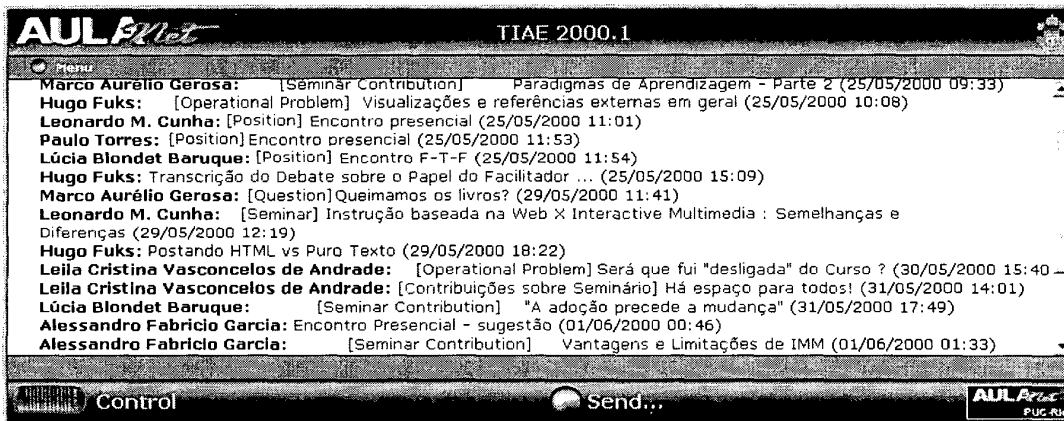 AULANet
TIAE 2000.1
Menu
Marco Aurélio Gerosa: [Seminar Contribution] Paradigmas de Aprendizagem - Parte 2 (25/05/2000 09:33)
Hugo Fuks: [Operational Problem] Visualizações e referências externas em geral (25/05/2000 10:08)
Leonardo M. Cunha: [Position] Encontro presencial (25/05/2000 11:01)
Paulo Torres: [Position] Encontro presencial (25/05/2000 11:53)
Lúcia Blondet Baruque: [Position] Encontro F-T-F (25/05/2000 11:54)
Hugo Fuks: Transcrição do Debate sobre o Papel do Facilitador ... (25/05/2000 15:09)
Marco Aurélio Gerosa: [Question] Queimamos os livros? (29/05/2000 11:41)
Leonardo M. Cunha: [Seminar] Instrução baseada na Web X Interactive Multimedia : Semelhanças e
Diferenças (29/05/2000 12:19)
Hugo Fuks: Postando HTML vs Puro Texto (29/05/2000 18:22)
Leila Cristina Vasconcelos de Andrade: [Operational Problem] Será que fui "desligada" do Curso ? (30/05/2000 15:40
Leila Cristina Vasconcelos de Andrade: [Contribuições sobre Seminário] Há espaço para todos! (31/05/2000 14:01)
Lúcia Blondet Baruque: [Seminar Contribution] "A adoção precede a mudança" (31/05/2000 17:49)
Alessandro Fabricio Garcia: Encontro Presencial - sugestão (01/06/2000 00:46)
Alessandro Fabricio Garcia: [Seminar Contribution] Vantagens e Limitações de IMM (01/06/2000 01:33)
Control
Send...
AULANet
PUC-Ri